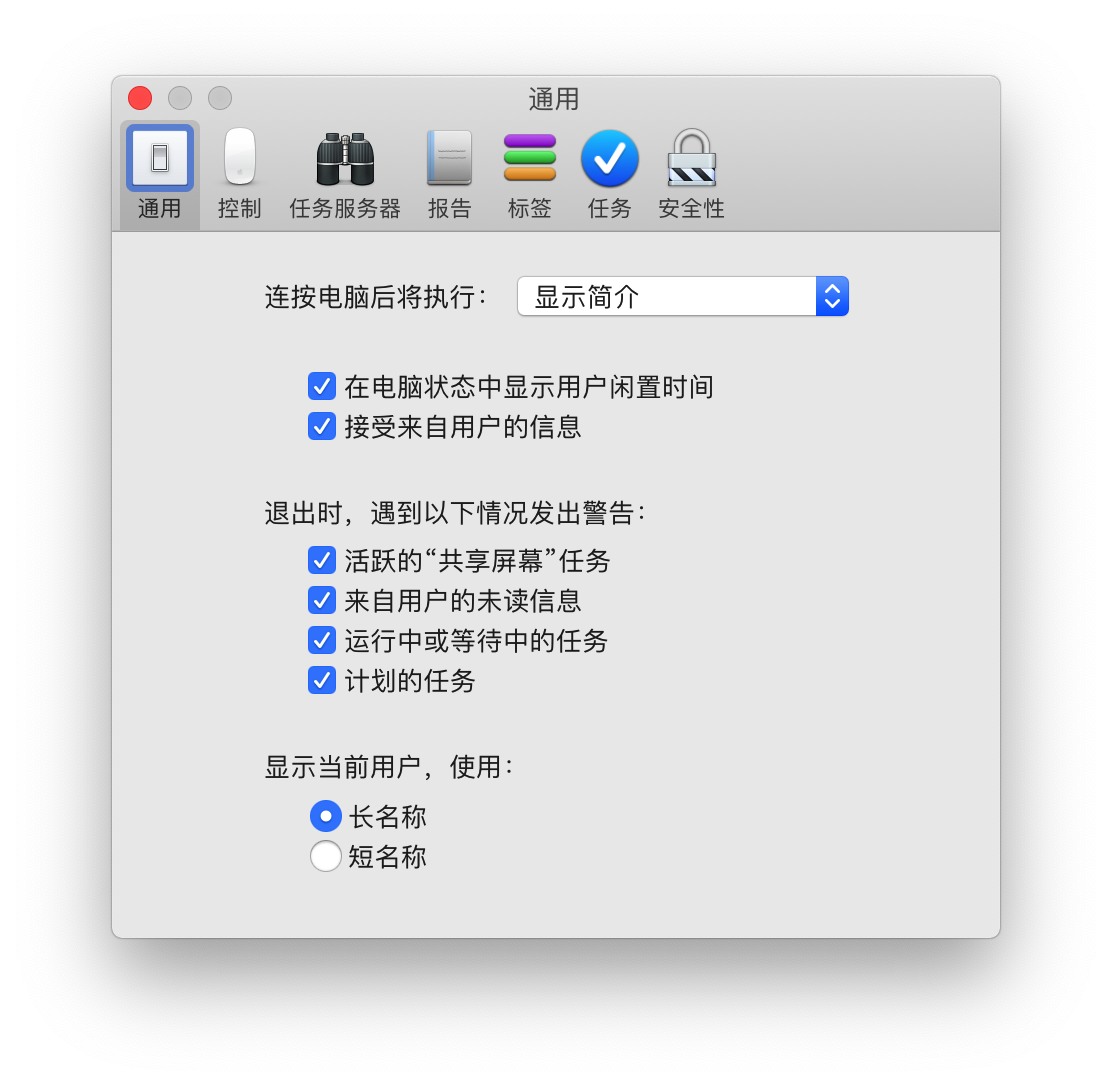 通用
通用 控制 任务服务器 报告 标签 任务 安全性
连按电脑后将执行： 显示简介
在电脑状态中显示用户闲置时间
接受来自用户的信息
退出时，遇到以下情况发出警告：
活跃的“共享屏幕”任务
来自用户的未读信息
运行中或等待中的任务
计划的任务
显示当前用户，使用：
长名称
短名称